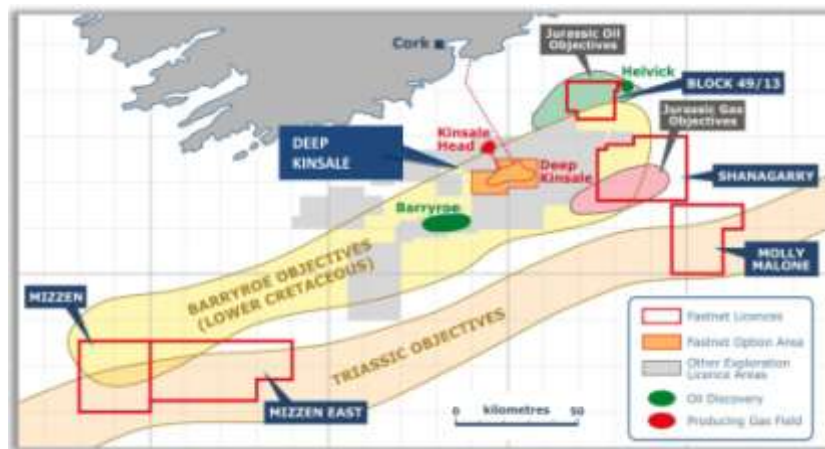 Cork
Jurassic Oil
Objectives
Helvick
BLOCK 49/13
Jurassic Gas
Objectives
DEEP
KINSALE
Kinsale
Head
Deep
Kinsale
SHANAGARRY
Barryroe
MOLLY
MALONE
BARRYROE OBJECTIVES
(LOWER CRETACEOUS)
MIZZEN
TRIASSIC OBJECTIVES
MIZZEN EAST
0 kilometres 50
Fastnet Licences
Fastnet Option Area
Other Exploration
Licence Areas
Oil Discovery
Producing Gas Field